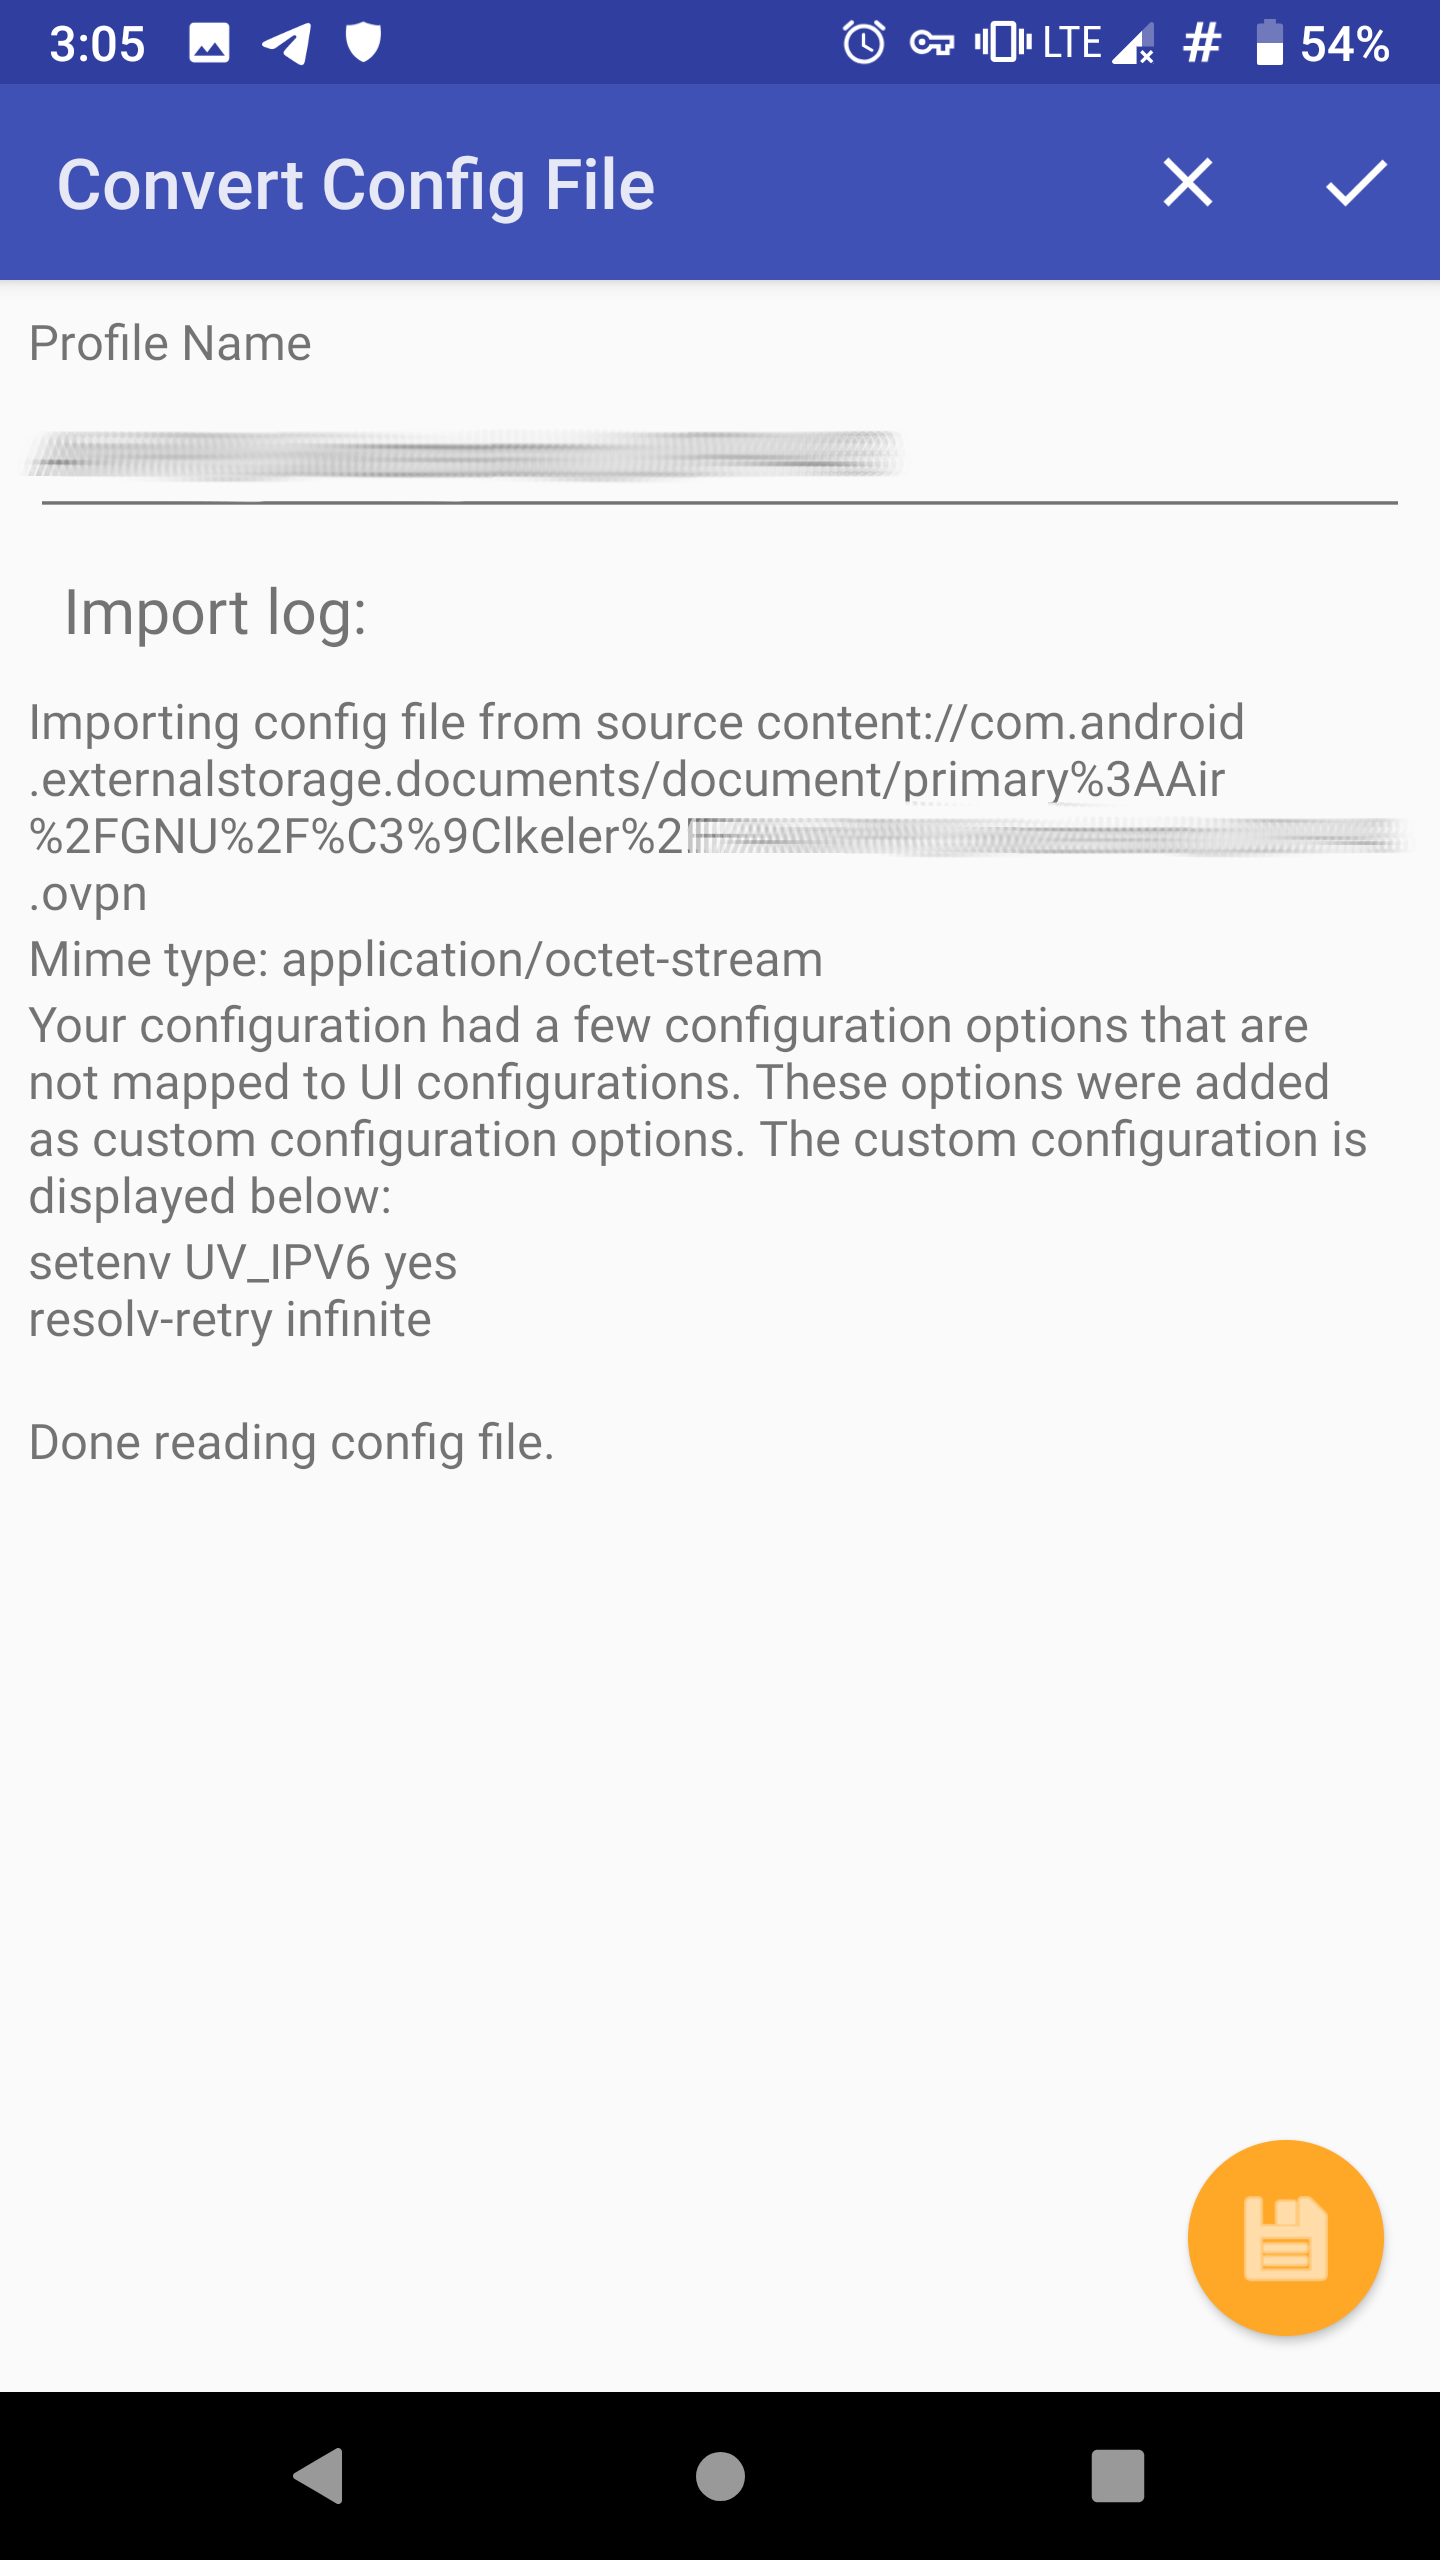 3:05 LTE # 54%
Convert Config File
Profile Name
Import log:
Importing config file from source content://com.android
.externalstorage.documents/document/primary%3AAir
%2FGNU%2F%C3%9Clkeler%2
.ovpn
Mime type: application/octet-stream
Your configuration had a few configuration options that are
not mapped to UI configurations. These options were added
as custom configuration options. The custom configuration is
displayed below:
setenv UV_IPV6 yes
resolv-retry infinite
Done reading config file.